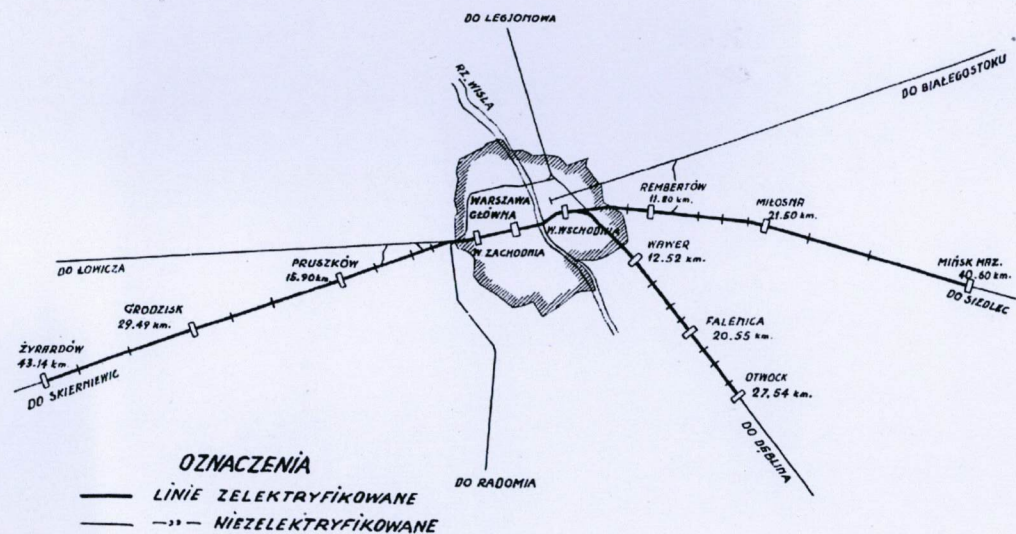 DO LEGJONOWA
RZ. WISŁA
DO BIAŁEGOSTOKU
REMBERTÓW
11.80 km.
MIŁOSNA
21.50 km.
WARSZAWA
GŁÓWNA
W. WSCHODNIA
W ZACHODNIA
WAWER
12.52 km.
MIŃSK MAZ.
40.60 km.
DO SIEDLEC
DO ŁOWICZA
PRUSZKÓW
15.90 km.
GRODZISK
29.49 km.
FALENICA
20.55 km.
ŻYRARDÓW
43.14 km.
DO SKIERNIEWIC
OTWOCK
27,54 km.
DO DĘBLINA
DO RADOMIA
OZNACZENIA
LINIE ZELEKTRYFIKOWANE
—»— NIEZELEKTRYFIKOWANE